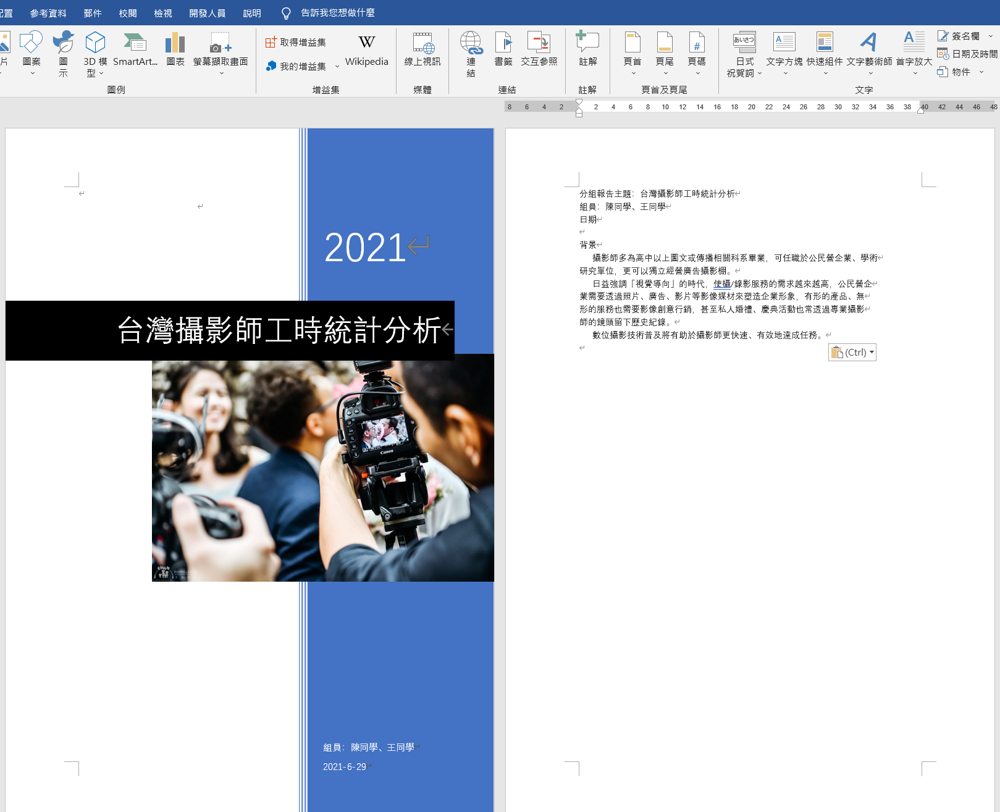 配置 參考資料 郵件 校閱 檢視 開發人員 說明 告訴我您想做什麼
片 圖案 圖示 3D 模型 SmartArt... 圖表 螢幕擷取畫面
圖例
取得增益集
我的增益集
Wikipedia
增益集
線上視訊
媒體
連結 書籤 交互參照
連結
註解
註解
頁首 頁尾 頁碼
頁首及頁尾
あいさつ
日式祝賀詞 文字方塊 快速組件 文字藝術師 首字放大
簽名欄
日期及時間
物件
文字
8 6 4 2 2 4 6 8 10 12 14 16 18 20 22 24 26 28 30 32 34 36 38 40 42 44 46 48
2021
台灣攝影師工時統計分析
Canon
組員：陳同學、王同學
2021-6-29
分組報告主題：台灣攝影師工時統計分析
組員：陳同學、王同學
日期
背景
攝影師多為高中以上圖文或傳播相關科系畢業，可任職於公民營企業、學術
研究單位，更可以獨立經營廣告攝影棚。
日益強調「視覺導向」的時代，使攝/錄影服務的需求越來越高，公民營企
業需要透過照片、廣告、影片等影像媒材來塑造企業形象，有形的產品、無
形的服務也需要影像創意行銷，甚至私人婚禮、慶典活動也常透過專業攝影
師的鏡頭留下歷史紀錄。
數位攝影技術普及將有助於攝影師更快速、有效地達成任務。
(Ctrl)